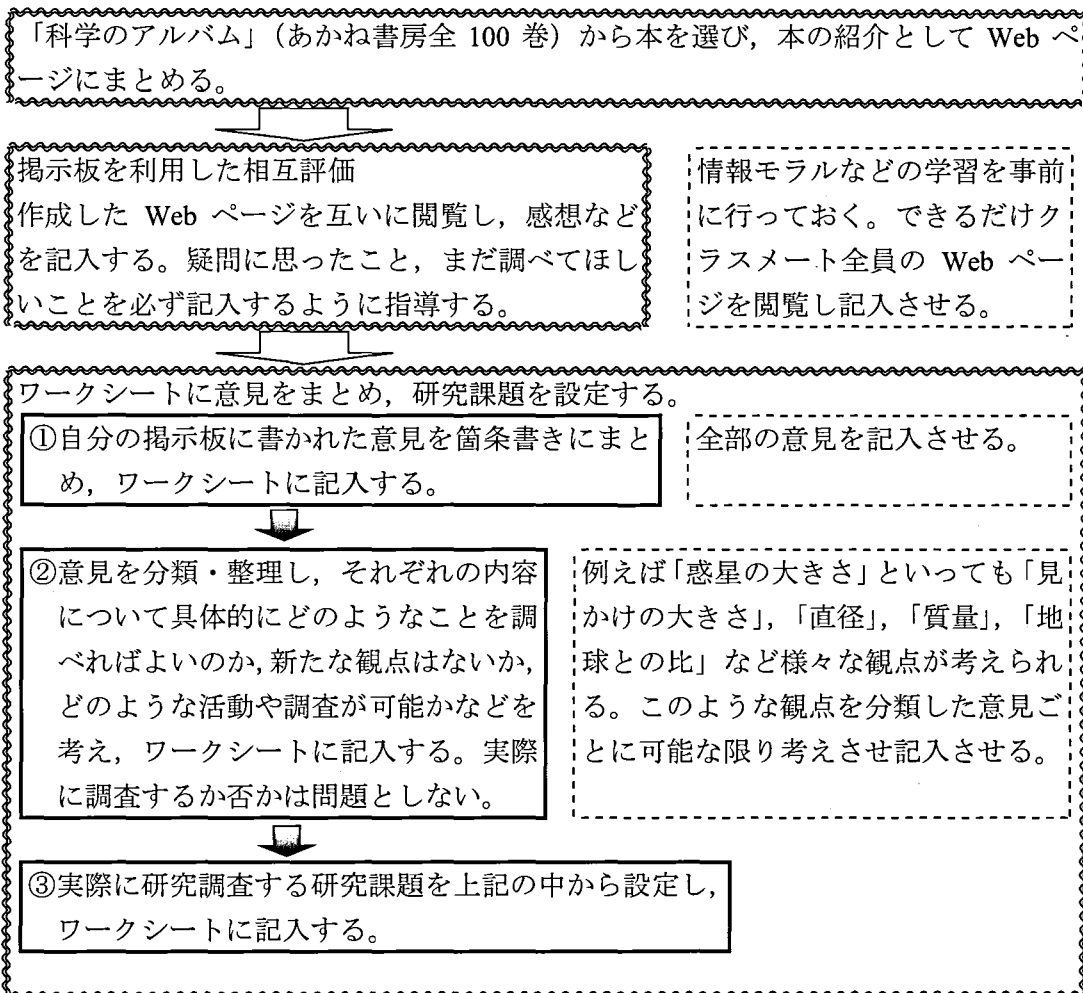 「科学のアルバム」(あかね書房全 100 巻)から本を選び,本の紹介として Web ペ
ージにまとめる。
掲示板を利用した相互評価
作成した Web ページを互いに閲覧し,感想など
を記入する。疑問に思ったこと,まだ調べてほし
いことを必ず記入するように指導する。
情報モラルなどの学習を事前
に行っておく。できるだけク
ラスメート全員の Web ペー
ジを閲覧し記入させる。
ワークシートに意見をまとめ,研究課題を設定する。
①自分の掲示板に書かれた意見を箇条書きにまと
め,ワークシートに記入する。
全部の意見を記入させる。
②意見を分類・整理し,それぞれの内容
について具体的にどのようなことを調
べればよいのか,新たな観点はないか,
どのような活動や調査が可能かなどを
考え,ワークシートに記入する。実際
に調査するか否かは問題としない。
例えば「惑星の大きさ」といっても「見
かけの大きさ」,「直径」,「質量」,「地
球との比」など様々な観点が考えられ
る。このような観点を分類した意見ご
とに可能な限り考えさせ記入させる。
③実際に研究調査する研究課題を上記の中から設定し,
ワークシートに記入する。